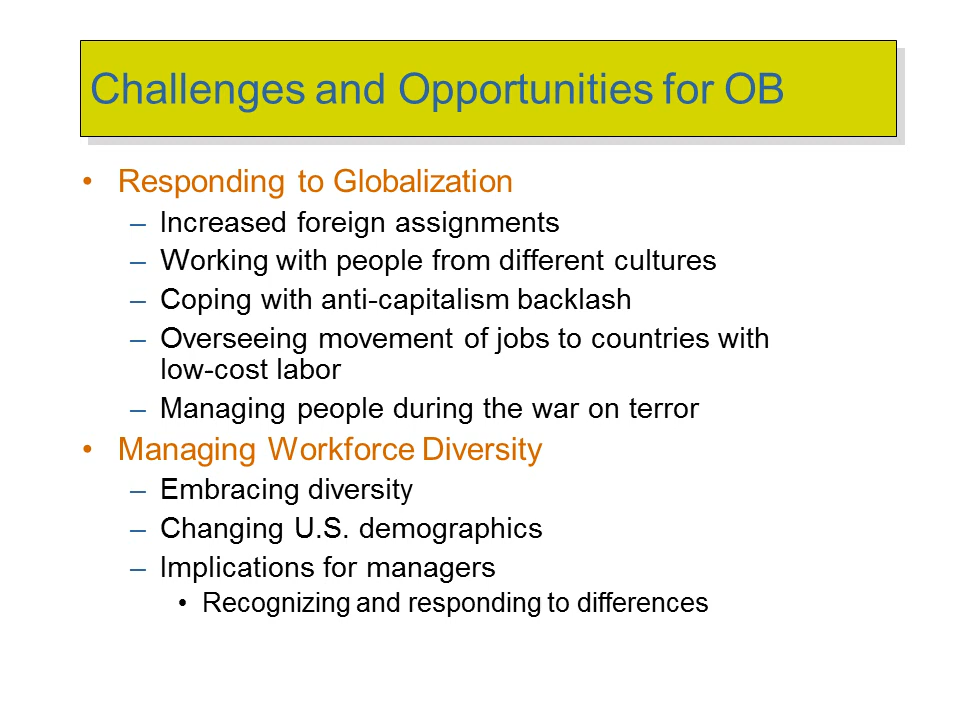 Challenges and Opportunities for OB
• Responding to Globalization
– Increased foreign assignments
– Working with people from different cultures
– Coping with anti-capitalism backlash
– Overseeing movement of jobs to countries with
low-cost labor
– Managing people during the war on terror
• Managing Workforce Diversity
– Embracing diversity
– Changing U.S. demographics
– Implications for managers
• Recognizing and responding to differences